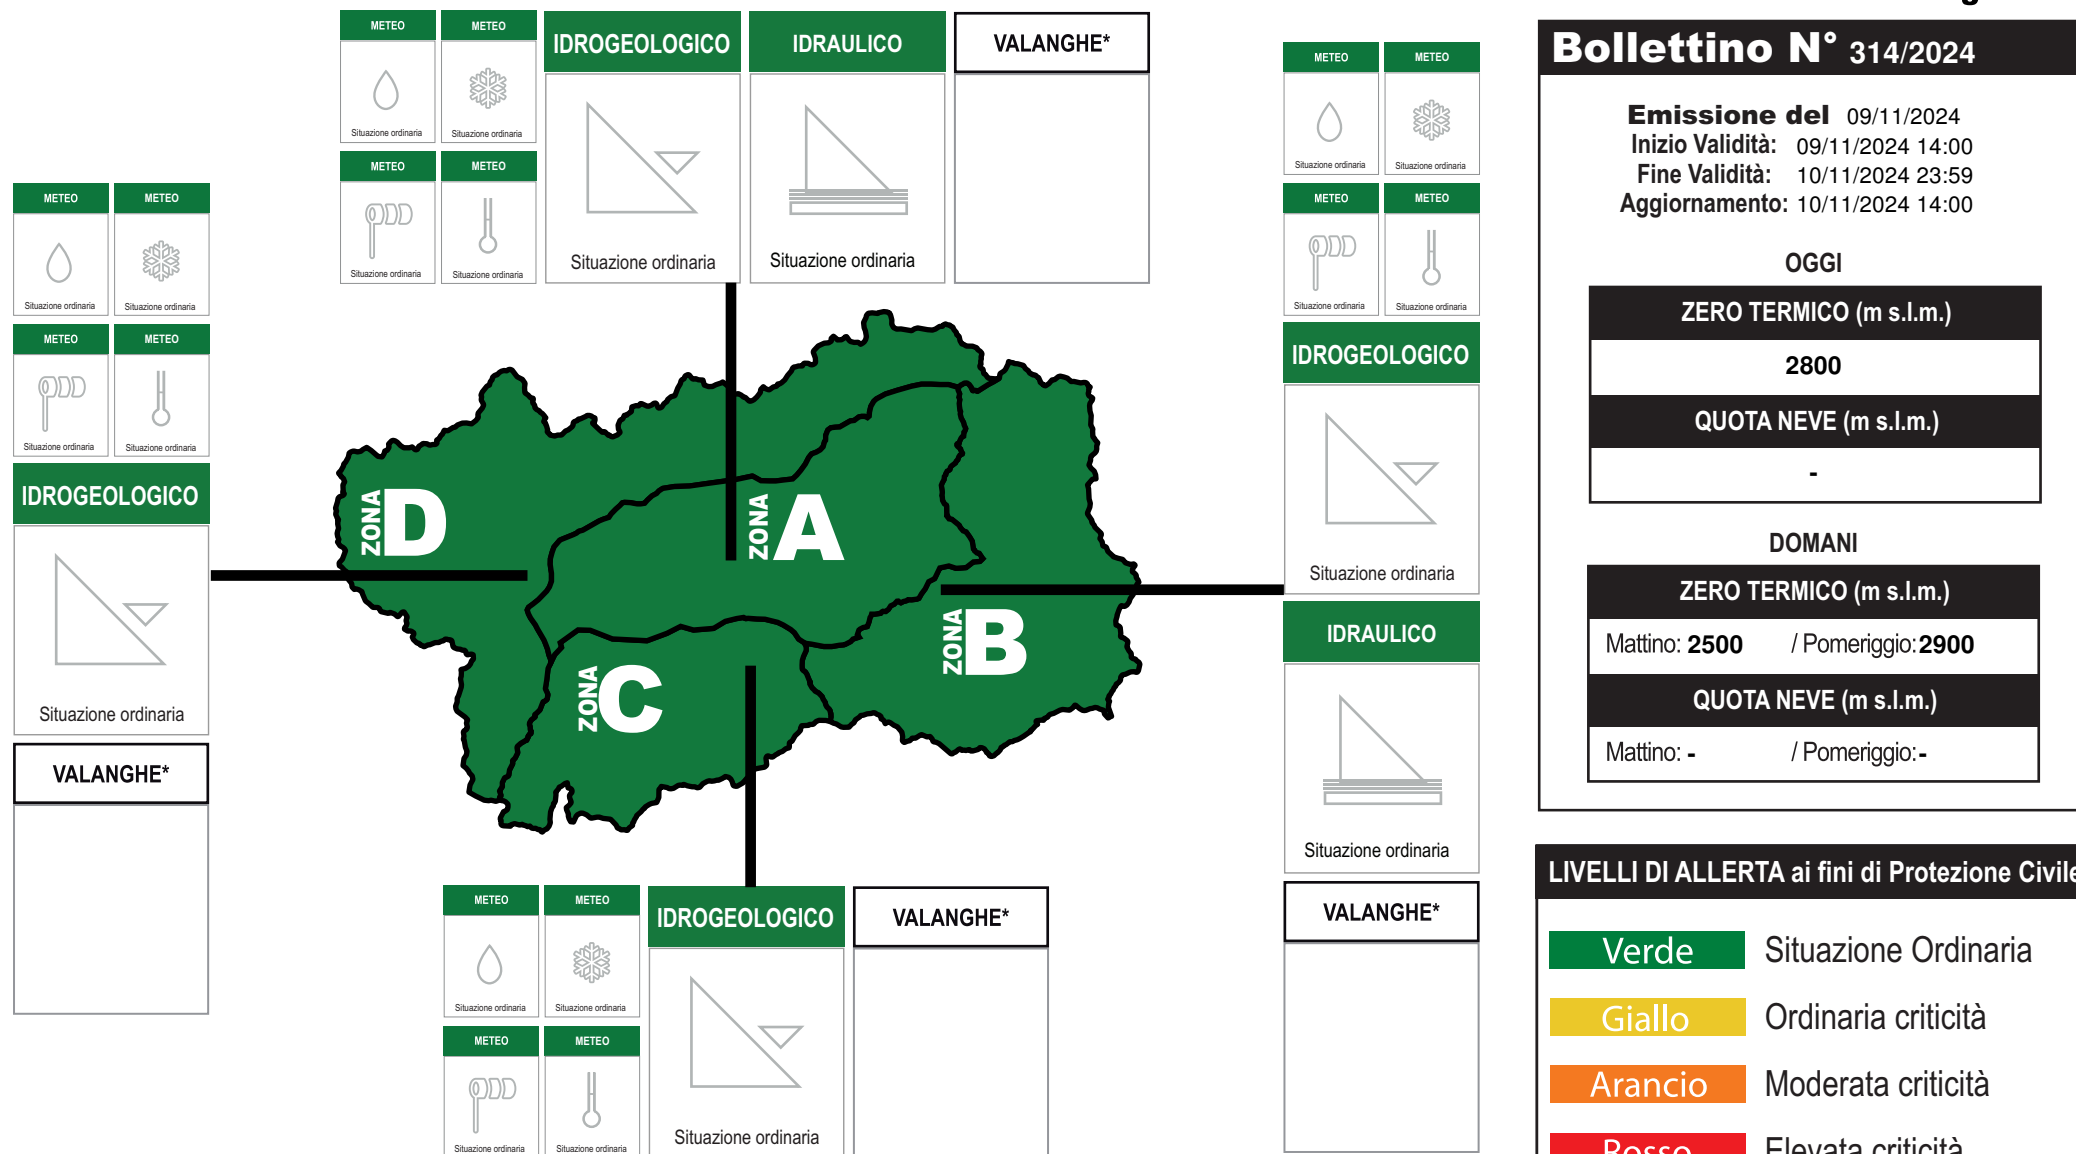 METEO METEO
Situazione ordinaria Situazione ordinaria
METEO METEO
Situazione ordinaria Situazione ordinaria
IDROGEOLOGICO
Situazione ordinaria
IDRAULICO
Situazione ordinaria
VALANGHE*
METEO METEO
Situazione ordinaria Situazione ordinaria
METEO METEO
Situazione ordinaria Situazione ordinaria
IDROGEOLOGICO
Situazione ordinaria
VALANGHE*
ZONA D
ZONA A
ZONA B
ZONA C
METEO METEO
Situazione ordinaria Situazione ordinaria
METEO METEO
Situazione ordinaria Situazione ordinaria
IDROGEOLOGICO
Situazione ordinaria
IDRAULICO
Situazione ordinaria
VALANGHE*
METEO METEO
Situazione ordinaria Situazione ordinaria
METEO METEO
Situazione ordinaria Situazione ordinaria
IDROGEOLOGICO
Situazione ordinaria
VALANGHE*
Bollettino N° 314/2024
Emissione del 09/11/2024
Inizio Validità: 09/11/2024 14:00
Fine Validità: 10/11/2024 23:59
Aggiornamento: 10/11/2024 14:00
OGGI
ZERO TERMICO (m s.l.m.)
2800
QUOTA NEVE (m s.l.m.)
-
DOMANI
ZERO TERMICO (m s.l.m.)
Mattino: 2500 / Pomeriggio: 2900
QUOTA NEVE (m s.l.m.)
Mattino: - / Pomeriggio: -
LIVELLI DI ALLERTA ai fini di Protezione Civile
Verde Situazione Ordinaria
Giallo Ordinaria criticità
Arancio Moderata criticità
Rosso Elevata criticità